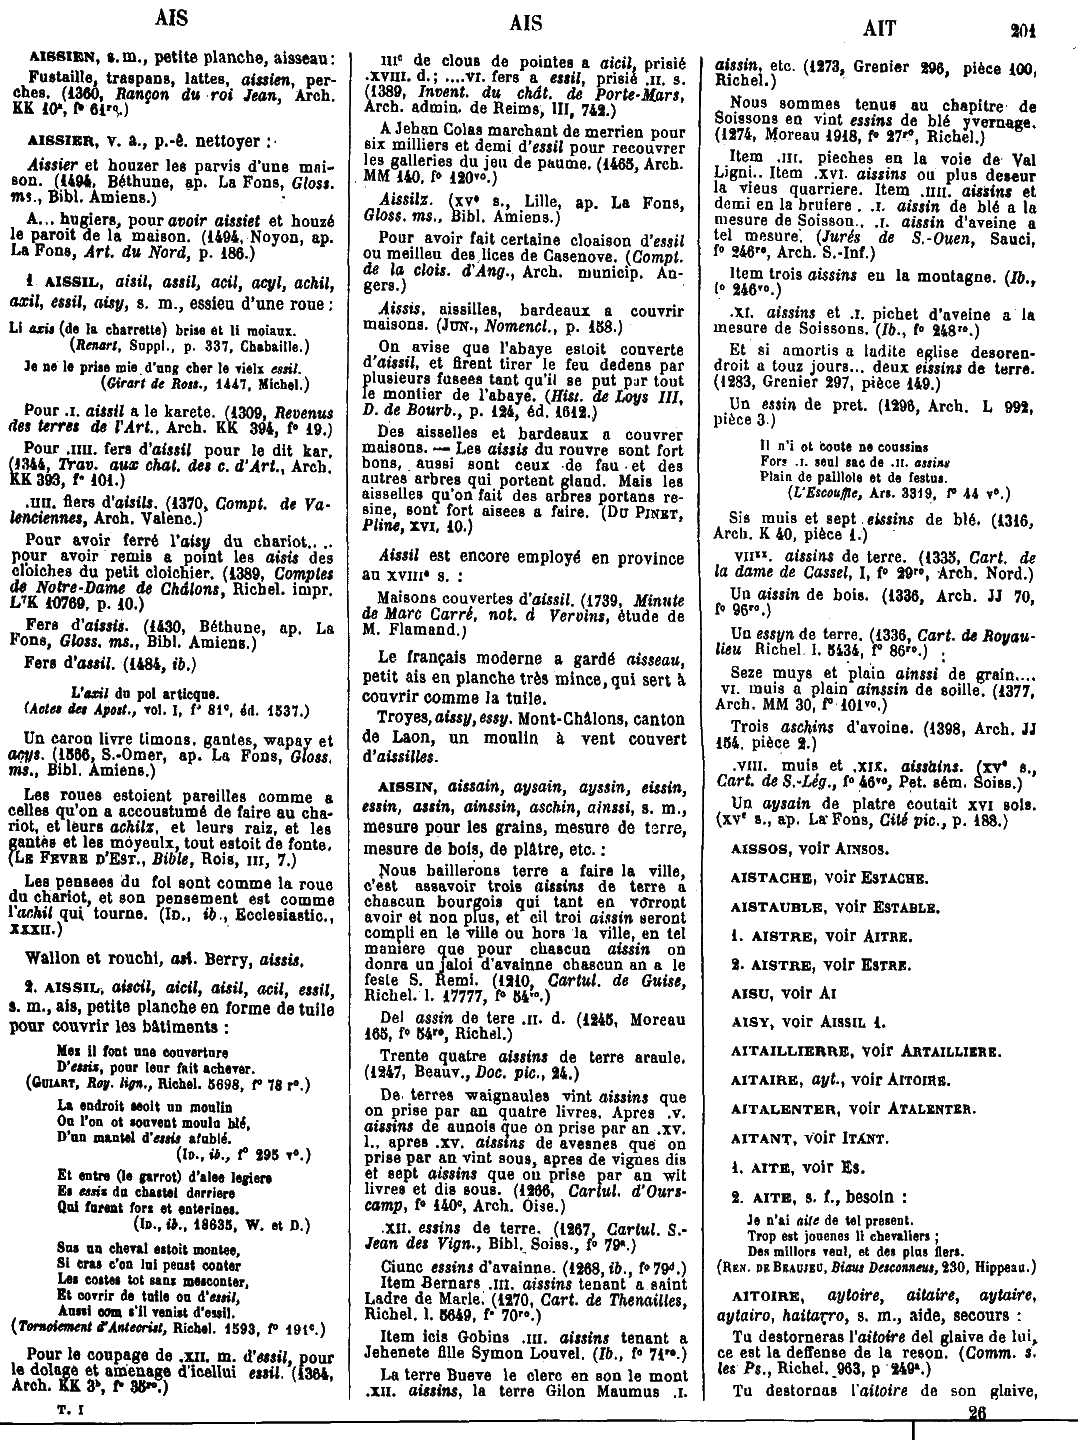 AIS
AIS
AIT
201
AISSIEN, s.m., petite planche, aisseau :
Fustaille, traspans, lattes, aissien, per-
ches. (1360, Rançon du roi Jean, Arch.
KK 10ª, fº 61rº.)
AISSIER, v. a., p.-ê. nettoyer :
Aissier et houzer les parvis d'une mai-
son. (1494, Béthune, ap. La Fons, Gloss.
ms., Bibl. Amiens.)
A... hugiers, pour avoir aissiet et houzé
le paroit de la maison. (1494, Noyon, ap.
La Fons, Art. du Nord, p. 186.)
1 AISSIL, aisil, assil, acil, acyl, achil,
axil, essil, aisy, s. m., essieu d'une roue :
Li axis (de la charrette) brise et li moiaux.
(Renart, Suppl., p. 337, Chabaille.)
Je ne le prise mie d'ung cher le vielx essil.
(Girart de Ross., 1447, Michel.)
Pour .I. aissil a le karete. (1309, Revenus
des terres de l'Art., Arch. KK 394, fº 19.)
Pour .IIII. fers d'aissil pour le dit kar.
(1344, Trav. aux chat. des c. d'Art., Arch.
KK 393, fº 101.)
.IIII. fiers d'aisils. (1370, Compt. de Va-
lenciennes, Arch. Valenc.)
Pour avoir ferré l'aisy du chariot....
pour avoir remis a point les aisis des
cloiches du petit cloichier. (1389, Comptes
de Notre-Dame de Châlons, Richel. impr.
L⁷K 10769, p. 10.)
Fers d'aissis. (1430, Béthune, ap. La
Fons, Gloss. ms., Bibl. Amiens.)
Fers d'assil. (1484, ib.)
L'axil du pol articque.
(Actes des Apost., vol. I, fº 81ᶜ, éd. 1537.)
Un caron livre timons, gantes, wapay et
acys. (1566, S.-Omer, ap. La Fons, Gloss.
ms., Bibl. Amiens.)
Les roues estoient pareilles comme a
celles qu'on a accoustumé de faire au cha-
riot, et leurs achilz, et leurs raiz, et les
gantes et les moyeulx, tout estoit de fonte.
(LE FEVRE D'EST., Bible, Rois, III, 7.)
Les pensees du fol sont comme la roue
du chariot, et son pensement est comme
l'achil qui tourne. (ID., ib., Ecclesiastic.,
XXXII.)
Wallon et rouchi, asi. Berry, aissis.
2. AISSIL, aiscil, aicil, aisil, acil, essil,
s. m., ais, petite planche en forme de tuile
pour couvrir les bâtiments :
Mez il font une couverture
D'essis, pour leur fait achever.
(GUIART, Roy. lign., Richel. 5698, fº 78 rº.)
La endroit seoit un moulin
Ou l'on ot souvent moulu blé,
D'un mantel d'essis afublé.
(ID., ib., fº 295 vº.)
Et entre (le garrot) d'alee legiere
Es essis du chastel derriere
Qui furent fors et enterines.
(ID., ib., 18635, W. et D.)
Sus un cheval estoit montee,
Si cras c'on lui peust conter
Les costes tot sans mesconter,
Et covrir de tuile ou d'essil,
Aussi com s'il venist d'essil.
(Tornoiement d'Antecrist, Richel. 1593, fº 191ᶜ.)
Pour le coupage de .XII. m. d'essil, pour
le dolage et amenage d'icellui essil. (1364,
Arch. KK 3ᵇ, fº 35rº.)
T. I
IIIᶜ de clous de pointes a aicil, prisié
.XVIII. d.; ....VI. fers a essil, prisié .II. s.
(1389, Invent. du chât. de Porte-Mars,
Arch. admin. de Reims, III, 742.)
A Jehan Colas marchant de merrien pour
six milliers et demi d'essil pour recouvrer
les galleries du jeu de paume. (1465, Arch.
MM 140, fº 120vº.)
Aissilz. (xvᵉ s., Lille, ap. La Fons,
Gloss. ms., Bibl. Amiens.)
Pour avoir fait certaine cloaison d'essil
ou meilleu des lices de Casenove. (Compt.
de la clois. d'Ang., Arch. municip. An-
gers.)
Aissis, aissilles, bardeaux a couvrir
maisons. (JUN., Nomencl., p. 158.)
On avise que l'abaye estoit couverte
d'aissil, et firent tirer le feu dedens par
plusieurs fusees tant qu'il se put par tout
le montier de l'abaye. (Hist. de Loys III,
D. de Bourb., p. 124, éd. 1612.)
Des aisselles et bardeaux a couvrer
maisons. — Les aissis du rouvre sont fort
bons, aussi sont ceux de fau et des
autres arbres qui portent gland. Mais les
aisselles qu'on fait des arbres portans re-
sine, sont fort aisees a faire. (DU PINET,
Pline, XVI, 10.)
Aissil est encore employé en province
au XVIIIᵉ s. :
Maisons couvertes d'aissil. (1739, Minute
de Marc Carré, not. à Vervins, étude de
M. Flamand.)
Le français moderne a gardé aisseau,
petit ais en planche très mince, qui sert à
couvrir comme la tuile.
Troyes, aissy, essy. Mont-Châlons, canton
de Laon, un moulin à vent couvert
d'aissilles.
AISSIN, aissain, aysain, ayssin, eissin,
essin, assin, ainssin, aschin, ainssi, s. m.,
mesure pour les grains, mesure de terre,
mesure de bois, de plâtre, etc. :
Nous baillerons terre a faire la ville,
c'est assavoir trois aissins de terre a
chascun bourgois qui tant en vorront
avoir et non plus, et cil troi aissin seront
compli en le ville ou hors la ville, en tel
maniere que pour chascun aissin on
donra un jaloi d'avainne chascun an a le
feste S. Remi. (1210, Cartul. de Guise,
Richel. l. 17777, fº 54rº.)
Del assin de tere .II. d. (1245, Moreau
165, fº 54rº, Richel.)
Trente quatre aissins de terre araule.
(1247, Beauv., Doc. pic., 24.)
De terres waignaules vint aissins que
on prise par an quatre livres. Apres .v.
aissins de aunois que on prise par an .xv.
l., apres .xv. aissins de avesnes que on
prise par an vint sous, apres de vignes dis
et sept aissins que on prise par an wit
livres et dis sous. (1266, Cartul. d'Ours-
camp, fº 140ᶜ, Arch. Oise.)
.XII. essins de terre. (1267, Cartul. S.-
Jean des Vign., Bibl. Soiss., fº 79ª.)
Ciunc essins d'avainne. (1268, ib., fº 79ᵈ.)
Item Bernars .III. aissins tenant a saint
Ladre de Marle. (1270, Cart. de Thenailles,
Richel. l. 5649, fº 70rº.)
Item icis Gobins .III. aissins tenant a
Jehenete fille Symon Louvel. (Ib., fº 71rº.)
La terre Bueve le clerc en son le mont
.XII. aissins, la terre Gilon Maumus .I.
aissin, etc. (1273, Grenier 296, pièce 100,
Richel.)
Nous sommes tenus au chapitre de
Soissons en vint essins de blé yvernage.
(1274, Moreau 1918, fº 27rº, Richel.)
Item .III. pieches en la voie de Val
Ligni.. Item .XVI. aissins ou plus deseur
la vieus quarriere. Item .IIII. aissins et
demi en la bruiere . .I. aissin de blé a la
mesure de Soisson.. .I. aissin d'aveine a
tel mesure. (Jurés de S.-Ouen, Sauci,
fº 246rº, Arch. S.-Inf.)
Item trois aissins en la montagne. (Ib.,
fº 246vº.)
.XI. aissins et .I. pichet d'aveine a la
mesure de Soissons. (Ib., fº 248rº.)
Et si amortis a ladite eglise desoren-
droit a touz jours... deux eissins de terre.
(1283, Grenier 297, pièce 149.)
Un essin de pret. (1296, Arch. L 992,
pièce 3.)
Il n'i ot coute ne coussins
Fors .I. seul sac de .II. assins
Plain de paillole et de festus.
(L'Escouffle, Ars. 3319, fº 44 vº.)
Sis muis et sept eissins de blé. (1316,
Arch. K 40, pièce 1.)
VIIˣˣ. aissins de terre. (1335, Cart. de
la dame de Cassel, I, fº 29rº, Arch. Nord.)
Un aissin de bois. (1336, Arch. JJ 70,
fº 96rº.)
Un essyn de terre. (1336, Cart. de Royau-
lieu Richel. l. 5434, fº 86rº.)
Seze muys et plain ainssi de grain....
VI. muis a plain ainssin de soille. (1377,
Arch. MM 30, fº 101vº.)
Trois aschins d'avoine. (1398, Arch. JJ
154, pièce 2.)
.VIII. muis et .XIX. aissains. (xvᵉ s.,
Cart. de S.-Lég., fº 46vº, Pet. sém. Soiss.)
Un aysain de platre coutait XVI sols.
(xvᵉ s., ap. La Fons, Cité pic., p. 188.)
AISSOS, voir AINSOS.
AISTACHE, voir ESTACHE.
AISTAUBLE, voir ESTABLE.
1. AISTRE, voir AITRE.
2. AISTRE, voir ESTRE.
AISU, voir AI
AISY, voir AISSIL 1.
AITAILLIERRE, voir ARTAILLIERE.
AITAIRE, ayt., voir AITOIRE.
AITALENTER, voir ATALENTER.
AITANT, voir ITANT.
1. AITE, voir ES.
2. AITE, s. f., besoin :
Je n'ai aite de tel present.
Trop est jouenes li chevaliers ;
Des millors veul, et des plus fiers.
(REN. DE BEAUJEU, Biaus Desconneus, 230, Hippeau.)
AITOIRE, aytoire, aitaire, aytaire,
aytairo, haitarro, s. m., aide, secours :
Tu destorneras l'aitoire del glaive de lui,
ce est la deffense de la reson. (Comm. s.
les Ps., Richel. 963, p 249ª.)
Tu destornas l'aitoire de son glaive,
26